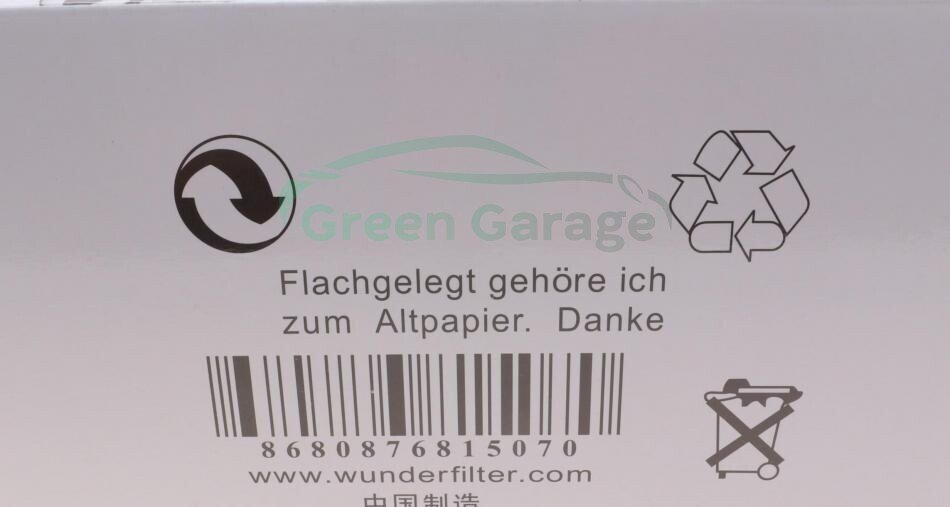 Green Garage
Flachgelegt gehöre ich
zum Altpapier. Danke
8680876815070
www.wunderfilter.com
中国制造